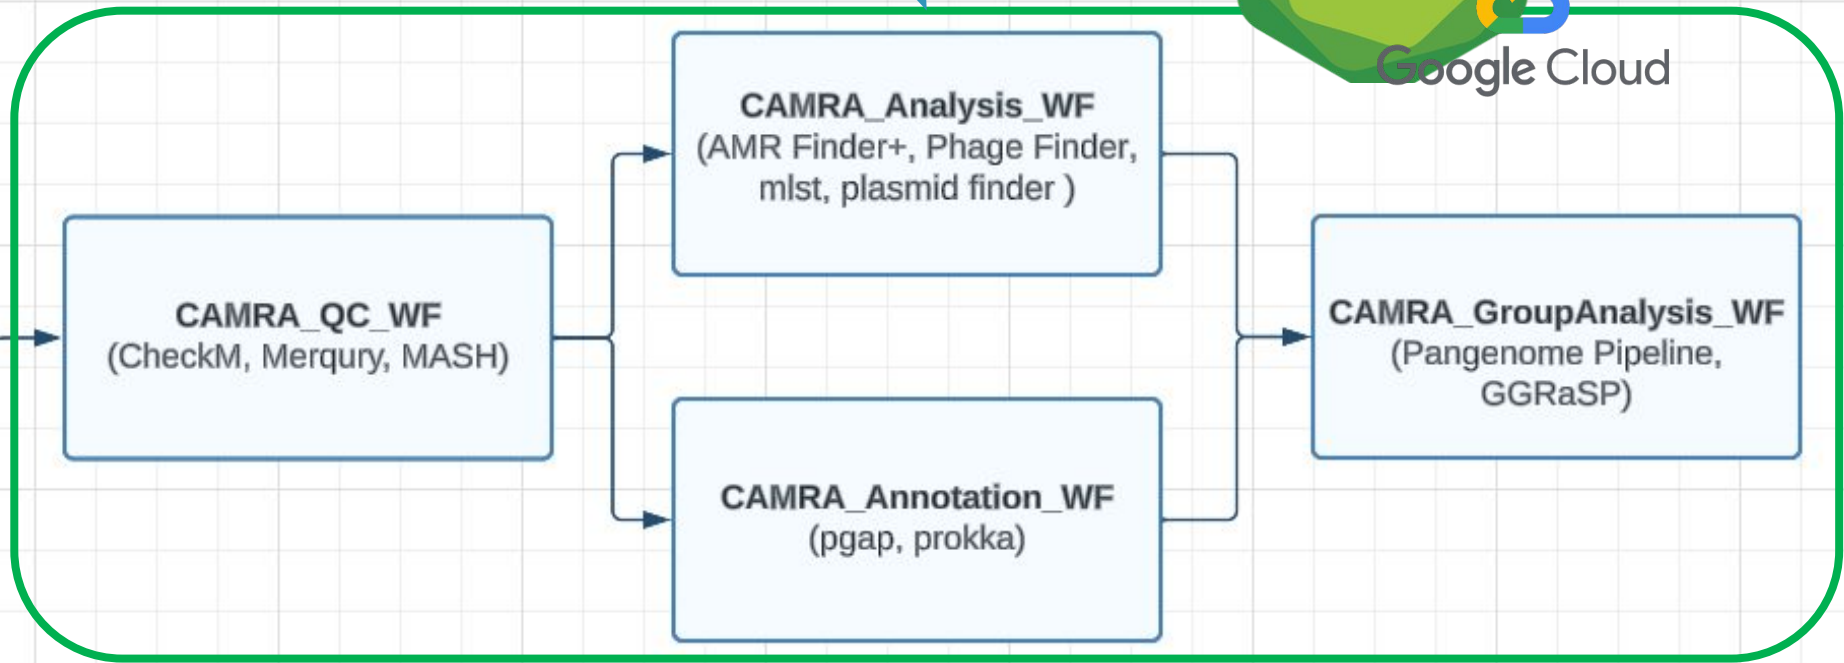 Google Cloud
CAMRA_Analysis_WF
(AMR Finder+, Phage Finder,
mlst, plasmid finder )
CAMRA_QC_WF
(CheckM, Merqury, MASH)
CAMRA_GroupAnalysis_WF
(Pangenome Pipeline,
GGRaSP)
CAMRA_Annotation_WF
(pgap, prokka)